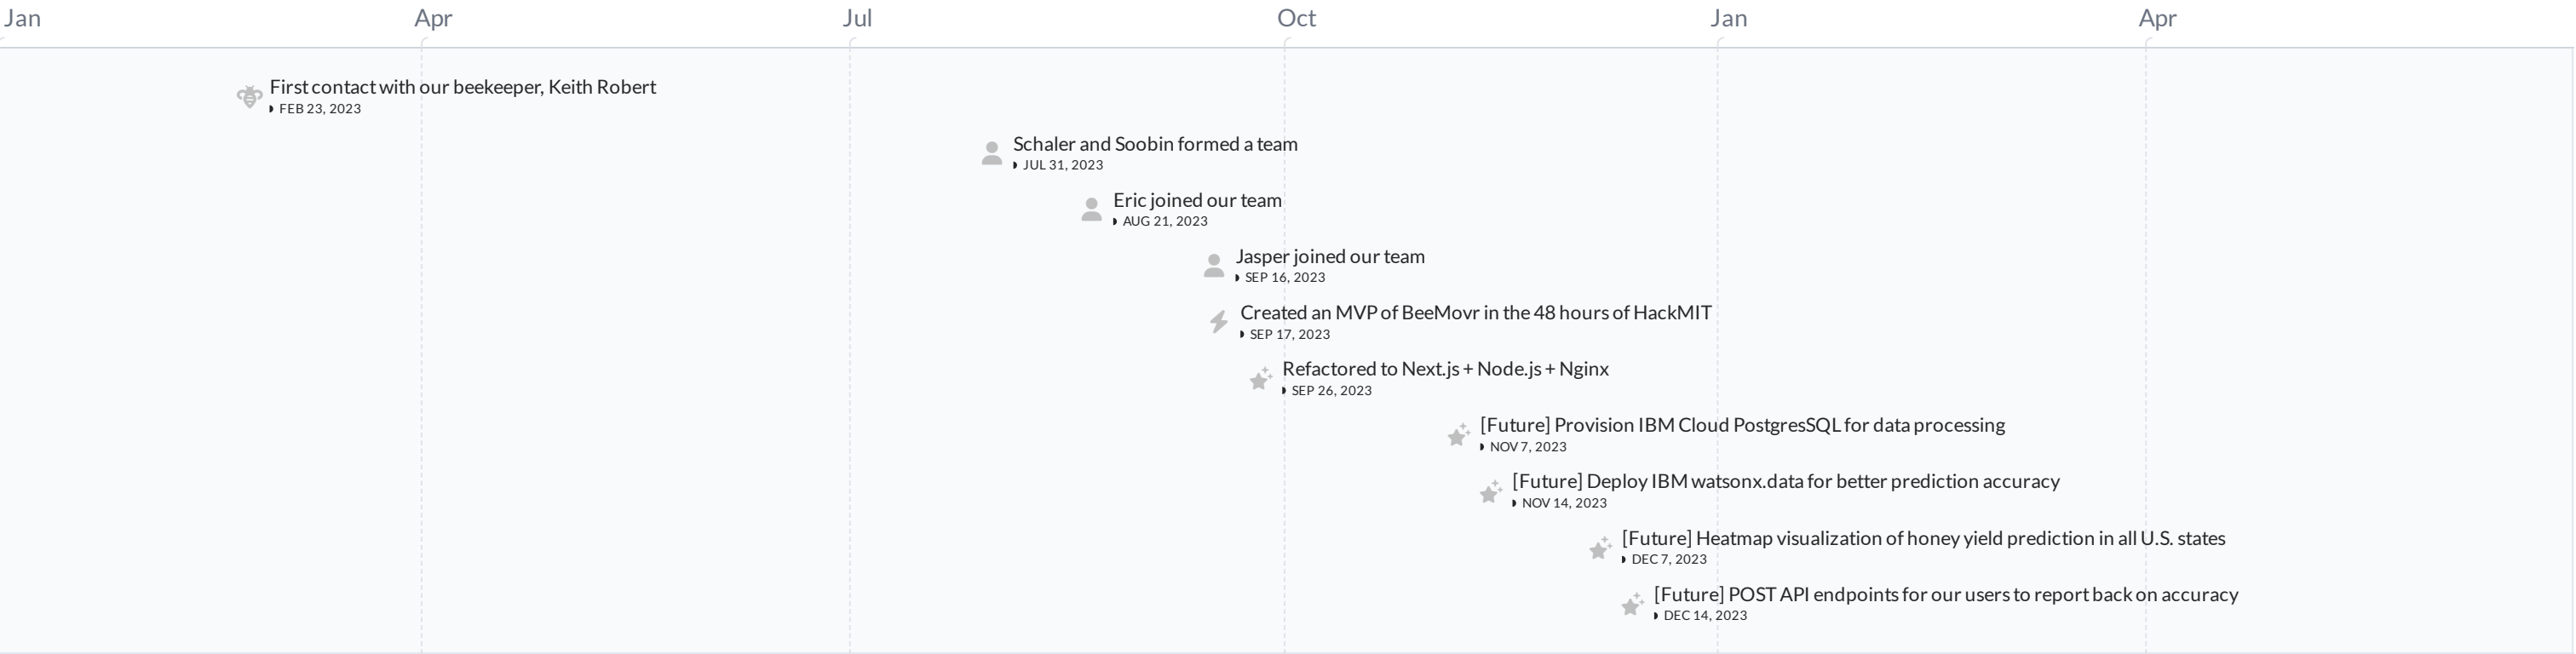 Jan Apr Jul Oct Jan Apr
First contact with our beekeeper, Keith Robert
FEB 23, 2023
Schaler and Soobin formed a team
JUL 31, 2023
Eric joined our team
AUG 21, 2023
Jasper joined our team
SEP 16, 2023
Created an MVP of BeeMovr in the 48 hours of HackMIT
SEP 17, 2023
Refactored to Next.js + Node.js + Nginx
SEP 26, 2023
[Future] Provision IBM Cloud PostgresSQL for data processing
NOV 7, 2023
[Future] Deploy IBM watsonx.data for better prediction accuracy
NOV 14, 2023
[Future] Heatmap visualization of honey yield prediction in all U.S. states
DEC 7, 2023
[Future] POST API endpoints for our users to report back on accuracy
DEC 14, 2023